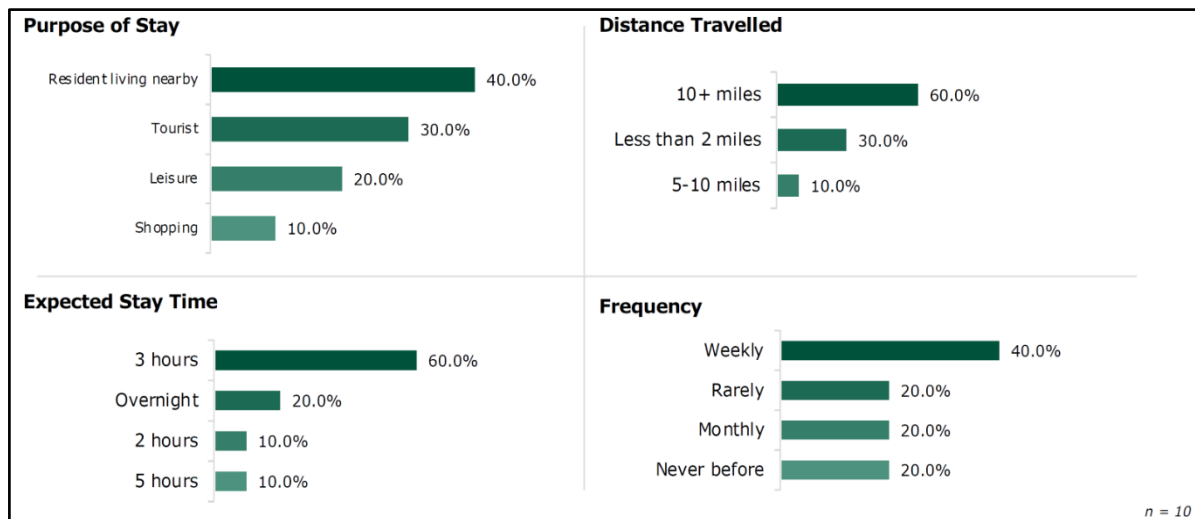 Purpose of Stay
Resident living nearby 40.0%
Tourist 30.0%
Leisure 20.0%
Shopping 10.0%
Distance Travelled
10+ miles 60.0%
Less than 2 miles 30.0%
5-10 miles 10.0%
Expected Stay Time
3 hours 60.0%
Overnight 20.0%
2 hours 10.0%
5 hours 10.0%
Frequency
Weekly 40.0%
Rarely 20.0%
Monthly 20.0%
Never before 20.0%
n = 10